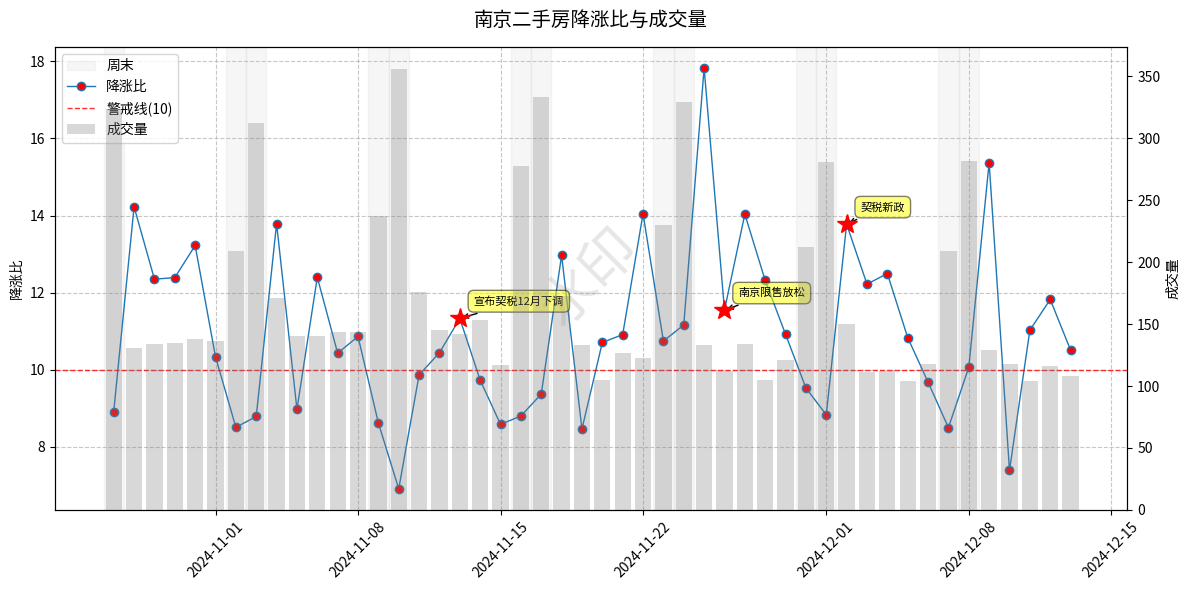 南京二手房降涨比与成交量
周末
降涨比
警戒线(10)
成交量
18
16
14
12
10
8
降涨比
350
300
250
200
150
100
50
0
成交量
契税新政
宣布契税12月下调
南京限售放松
水印
2024-11-01
2024-11-08
2024-11-15
2024-11-22
2024-12-01
2024-12-08
2024-12-15